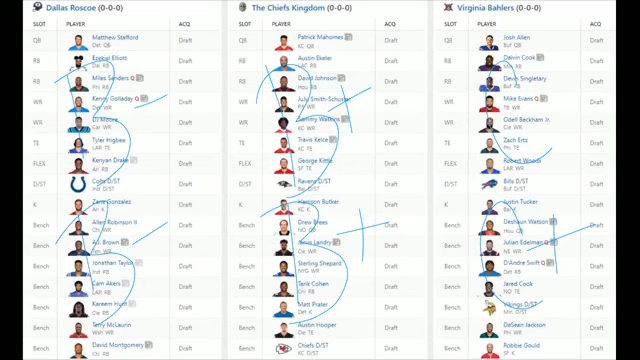 Dallas Roscoe (0-0-0)
SLOT PLAYER ACQ
QB Matthew Stafford Draft
Det QB
RB Ezekiel Elliott Draft
Dal RB
RB Miles Sanders Q Draft
Phi RB
WR Kenny Golladay Q Draft
Det WR
WR DJ Moore Draft
Car WR
TE Tyler Higbee Draft
LAR TE
FLEX Kenyan Drake Draft
Ari RB
D/ST Colts D/ST Draft
Ind D/ST
K Zane Gonzalez Draft
Ari K
Bench Allen Robinson II Draft
Chi WR
Bench A.J. Brown Draft
Ten WR
Bench Jonathan Taylor Draft
Ind RB
Bench Cam Akers Draft
LAR RB
Bench Kareem Hunt Draft
Cle RB
Bench Terry McLaurin Draft
Wsh WR
Bench David Montgomery Draft
Chi RB
The Chiefs Kingdom (0-0-0)
SLOT PLAYER ACQ
QB Patrick Mahomes Draft
KC QB
RB Austin Ekeler Draft
LAC RB
RB David Johnson Draft
Hou RB
WR JuJu Smith-Schuster Draft
Pit WR
WR Sammy Watkins Draft
KC WR
TE Travis Kelce Draft
KC TE
FLEX George Kittle Draft
SF TE
D/ST Ravens D/ST Draft
Bal D/ST
K Harrison Butker Draft
KC K
Bench Drew Brees Draft
NO QB
Bench Jarvis Landry Draft
Cle WR
Bench Sterling Shepard Draft
NYG WR
Bench Tarik Cohen Draft
Chi RB
Bench Matt Prater Draft
Det K
Bench Austin Hooper Draft
Cle TE
Bench Chiefs D/ST Draft
KC D/ST
Virginia Bahlers (0-0-0)
SLOT PLAYER ACQ
QB Josh Allen Draft
Buf QB
RB Dalvin Cook Draft
Min RB
RB Devin Singletary Draft
Buf RB
WR Mike Evans Q Draft
TB WR
WR Odell Beckham Jr. Draft
Cle WR
TE Zach Ertz Draft
Phi TE
FLEX Robert Woods Draft
LAR WR
D/ST Bills D/ST Draft
Buf D/ST
K Justin Tucker Draft
Bal K
Bench Deshaun Watson Draft
Hou QB
Bench Julian Edelman Q Draft
NE WR
Bench D'Andre Swift Q Draft
Det RB
Bench Jared Cook Draft
NO TE
Bench Vikings D/ST Draft
Min D/ST
Bench DeSean Jackson Draft
Phi WR
Bench Robbie Gould Draft
SF K
B-
B-
B+
B+
C
C+